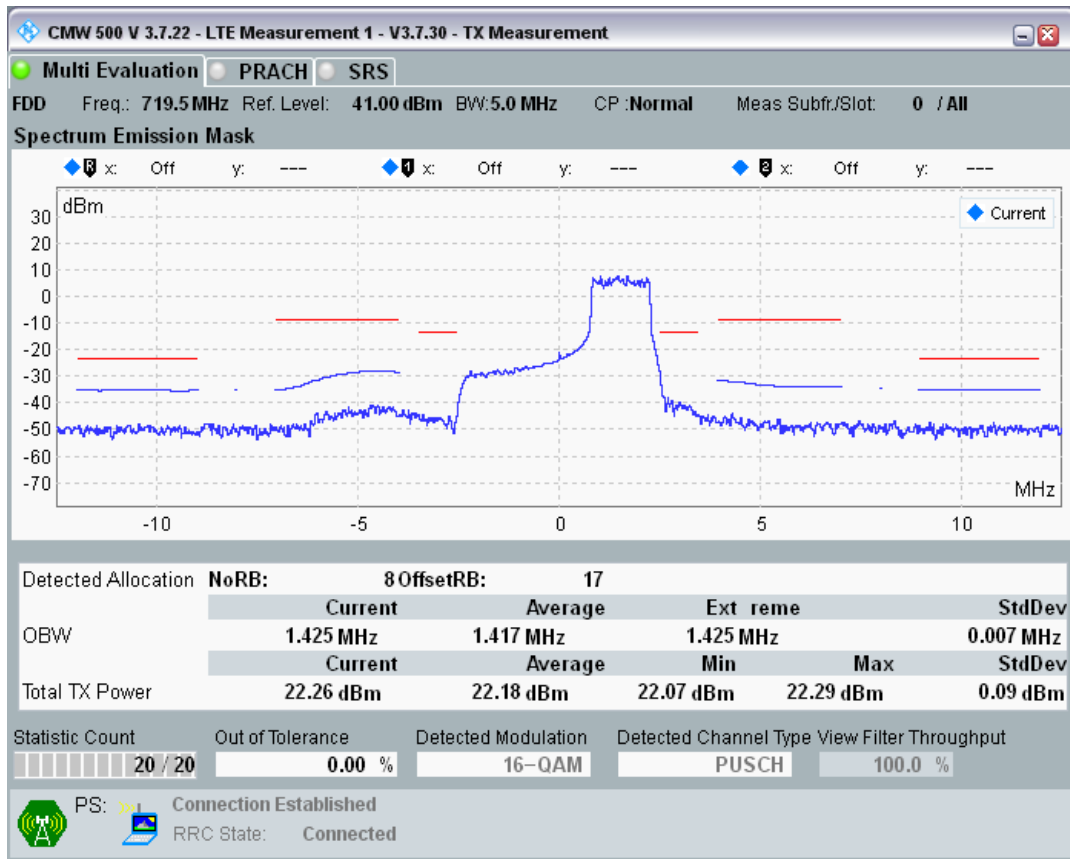 CMW 500 V 3.7.22 - LTE Measurement 1 - V3.7.30 - TX Measurement
Multi Evaluation PRACH SRS
FDD Freq.: 719.5 MHz Ref. Level: 41.00 dBm BW:5.0 MHz CP :Normal Meas Subfr./Slot: 0 / All
Spectrum Emission Mask
R x: Off y: --- 1 x: Off y: --- 2 x: Off y: ---
dBm
Current
30
20
10
0
-10
-20
-30
-40
-50
-60
-70
MHz
-10 -5 0 5 10
Detected Allocation NoRB: 8 OffsetRB: 17
Current Average Ext reme StdDev
OBW 1.425 MHz 1.417 MHz 1.425 MHz 0.007 MHz
Current Average Min Max StdDev
Total TX Power 22.26 dBm 22.18 dBm 22.07 dBm 22.29 dBm 0.09 dBm
Statistic Count Out of Tolerance Detected Modulation Detected Channel Type View Filter Throughput
20 / 20 0.00 % 16-QAM PUSCH 100.0 %
PS: Connection Established
RRC State: Connected